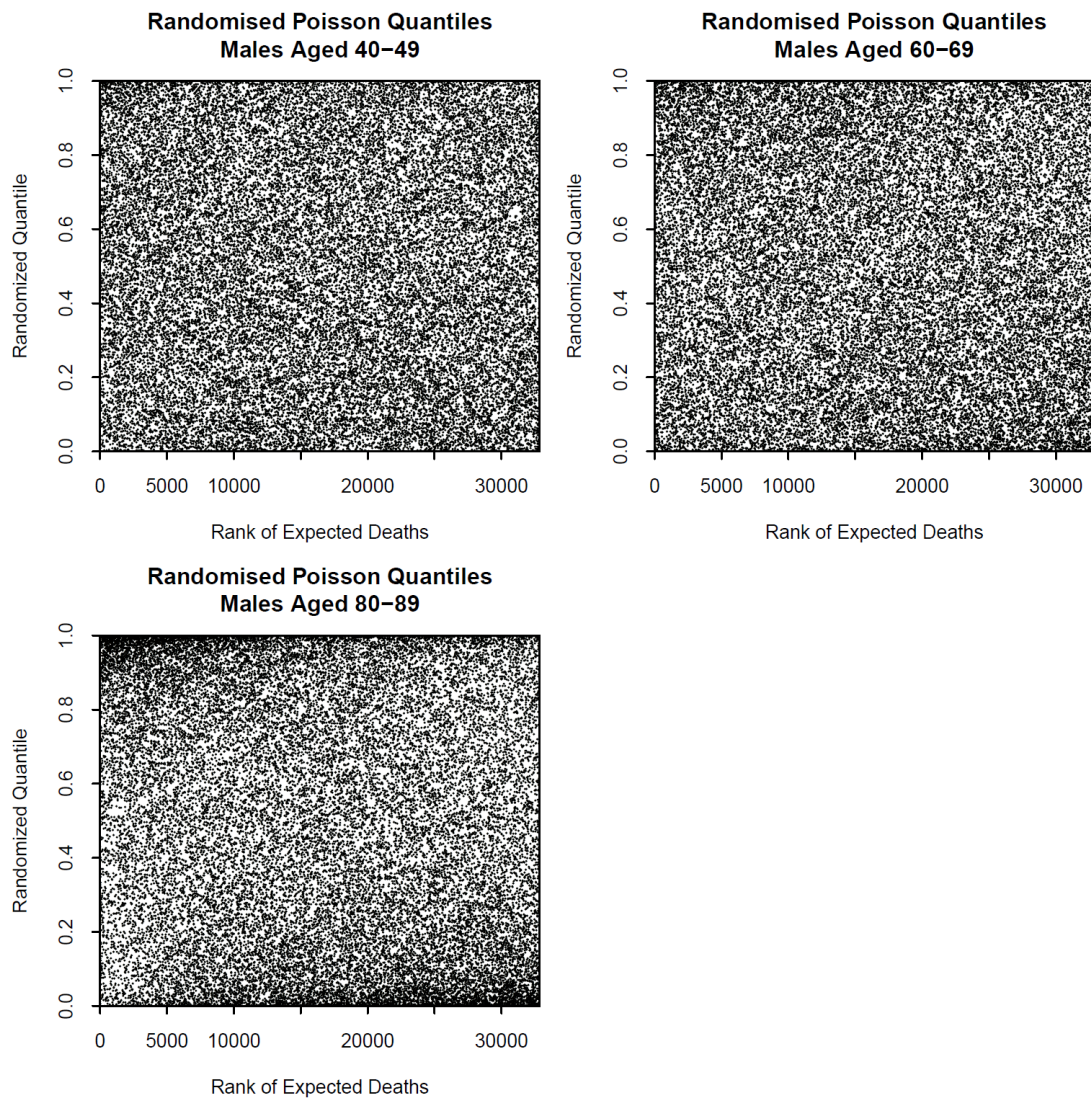 Randomised Poisson Quantiles
Males Aged 40−49
1.0
0.8
0.6
0.4
0.2
0.0
Randomized Quantile
0 5000 10000 20000 30000
Rank of Expected Deaths
Randomised Poisson Quantiles
Males Aged 60−69
1.0
0.8
0.6
0.4
0.2
0.0
Randomized Quantile
0 5000 10000 20000 30000
Rank of Expected Deaths
Randomised Poisson Quantiles
Males Aged 80−89
1.0
0.8
0.6
0.4
0.2
0.0
Randomized Quantile
0 5000 10000 20000 30000
Rank of Expected Deaths